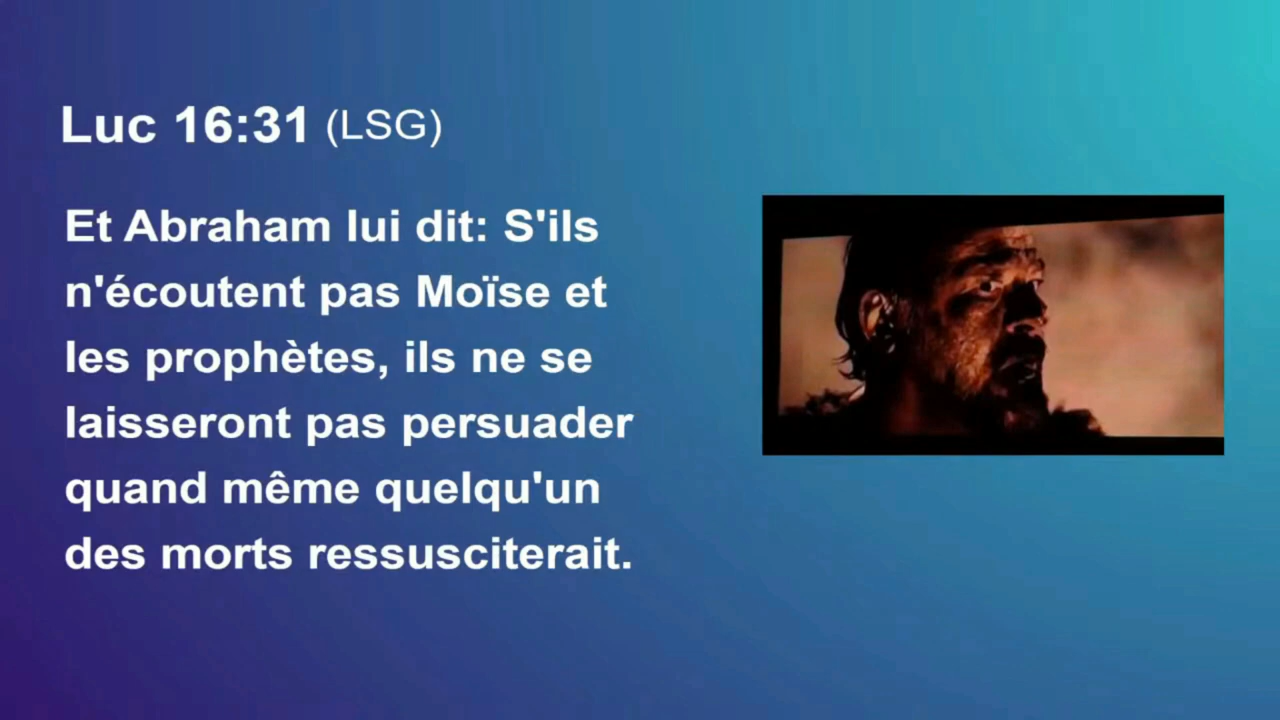 Luc 16:31 (LSG)
Et Abraham lui dit: S'ils
n'écoutent pas Moïse et
les prophètes, ils ne se
laisseront pas persuader
quand même quelqu'un
des morts ressusciterait.